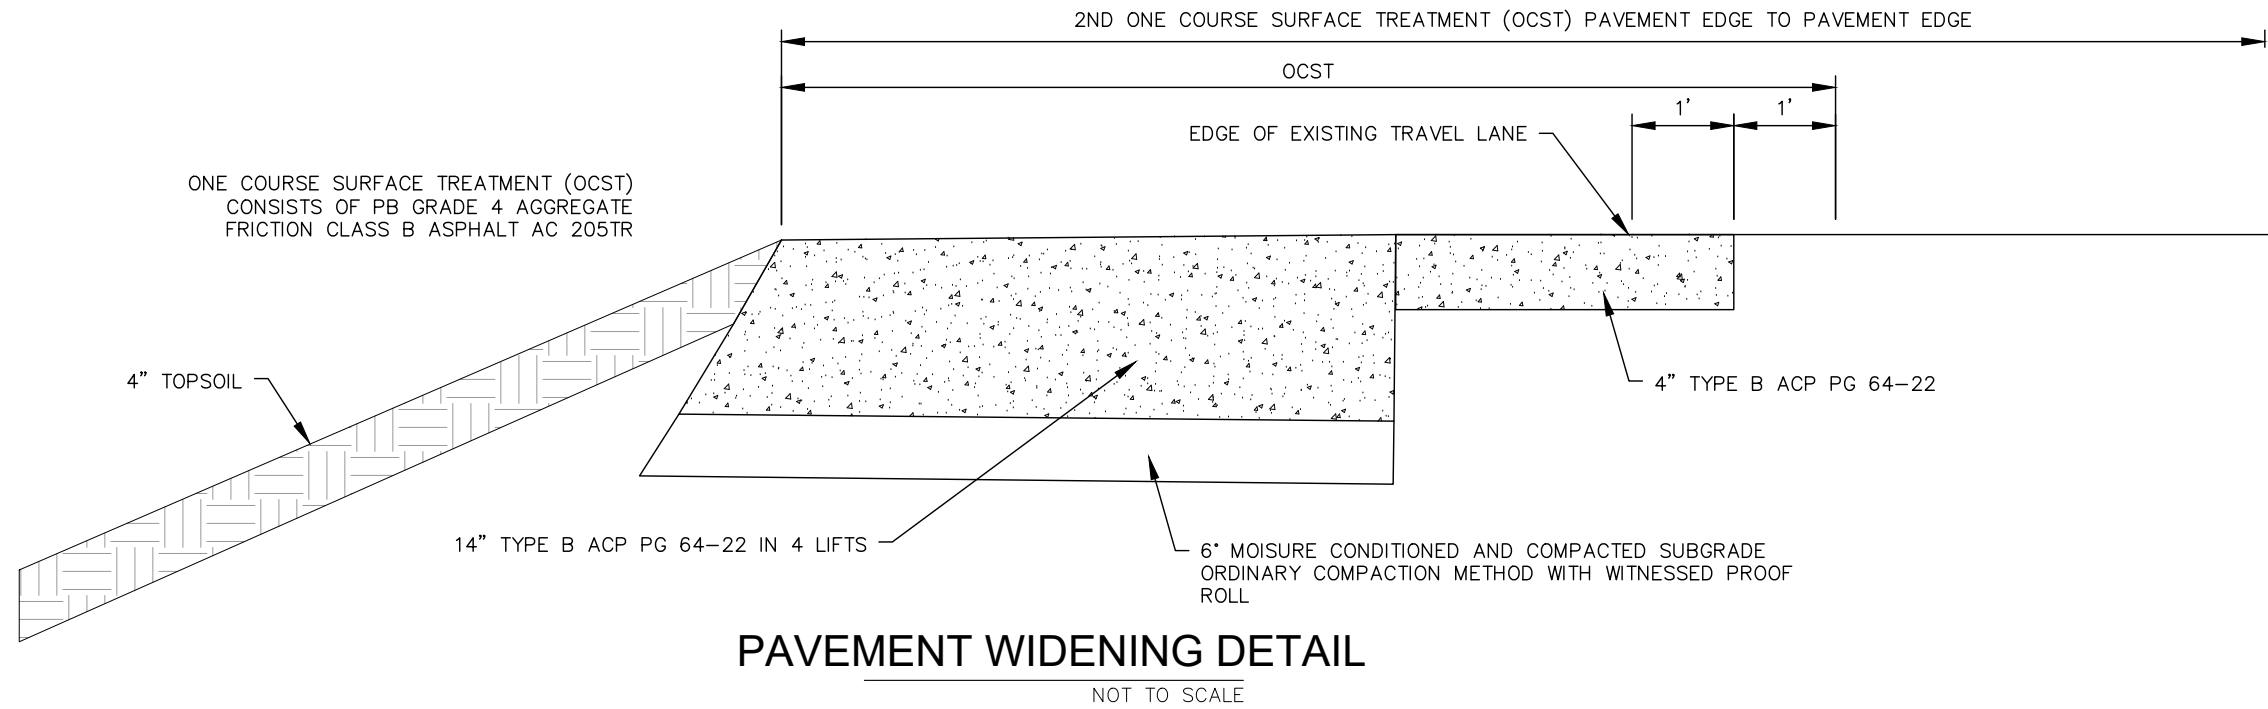 2ND ONE COURSE SURFACE TREATMENT (OCST) PAVEMENT EDGE TO PAVEMENT EDGE
OCST
1’
1’
EDGE OF EXISTING TRAVEL LANE
ONE COURSE SURFACE TREATMENT (OCST)
CONSISTS OF PB GRADE 4 AGGREGATE
FRICTION CLASS B ASPHALT AC 205TR
4” TOPSOIL
4” TYPE B ACP PG 64–22
14” TYPE B ACP PG 64–22 IN 4 LIFTS
6° MOISURE CONDITIONED AND COMPACTED SUBGRADE
ORDINARY COMPACTION METHOD WITH WITNESSED PROOF
ROLL
PAVEMENT WIDENING DETAIL
NOT TO SCALE